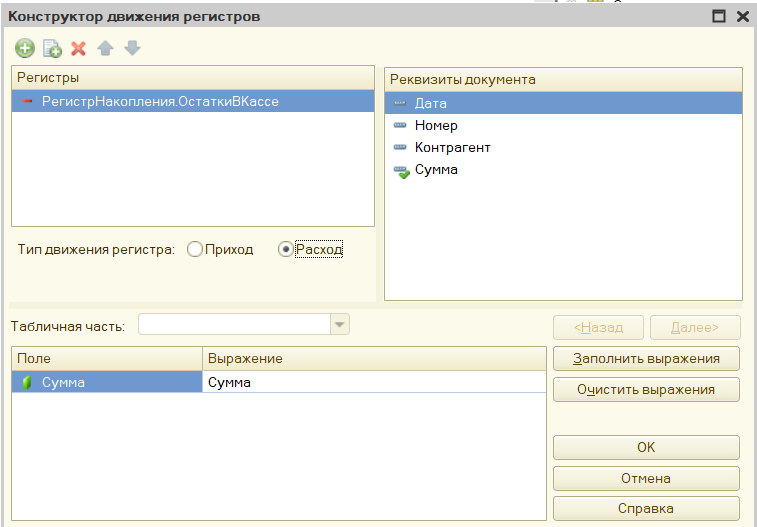 Конструктор движения регистров
Регистры
РегистрНакопления.ОстаткиВКассе
Реквизиты документа
Дата
Номер
Контрагент
Сумма
Тип движения регистра: Приход Расход
Табличная часть:
<Назад Далее>
Поле Выражение
Сумма Сумма
Заполнить выражения
Очистить выражения
ОК
Отмена
Справка